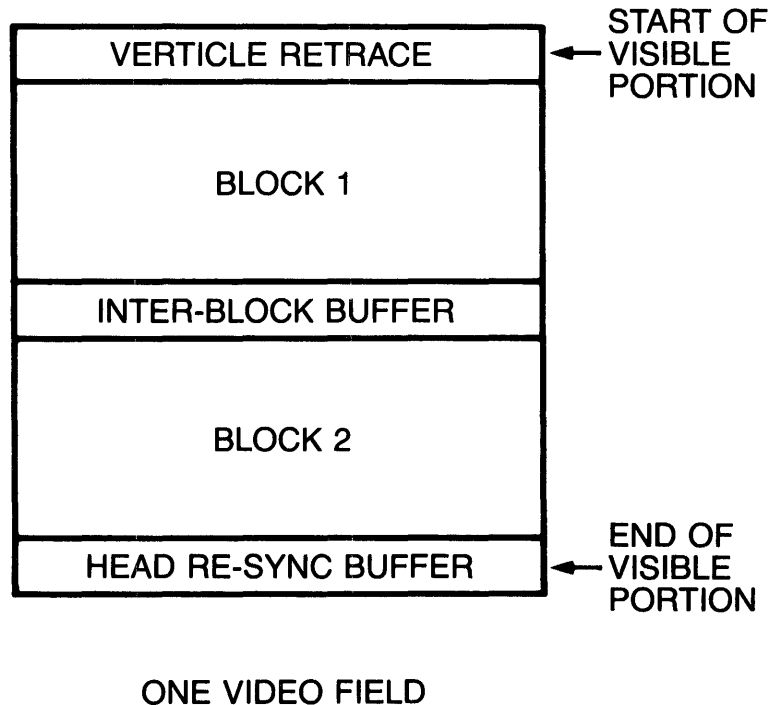 VERTICLE RETRACE
START OF
VISIBLE
PORTION
BLOCK 1
INTER-BLOCK BUFFER
BLOCK 2
HEAD RE-SYNC BUFFER
END OF
VISIBLE
PORTION
ONE VIDEO FIELD